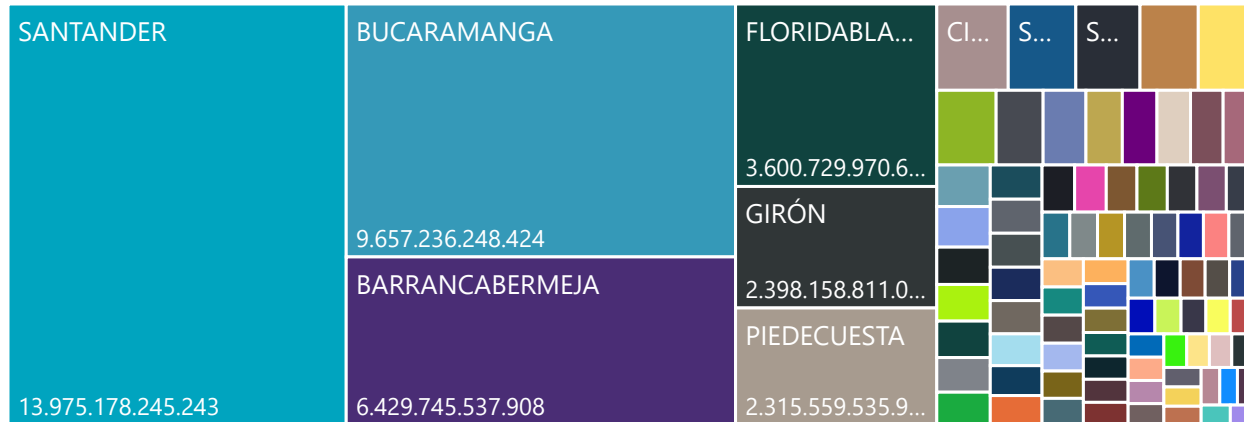 SANTANDER
13.975.178.245.243
BUCARAMANGA
9.657.236.248.424
BARRANCABERMEJA
6.429.745.537.908
FLORIDABLA...
3.600.729.970.6...
GIRÓN
2.398.158.811.0...
PIEDECUESTA
2.315.559.535.9...
CI...
S...
S...